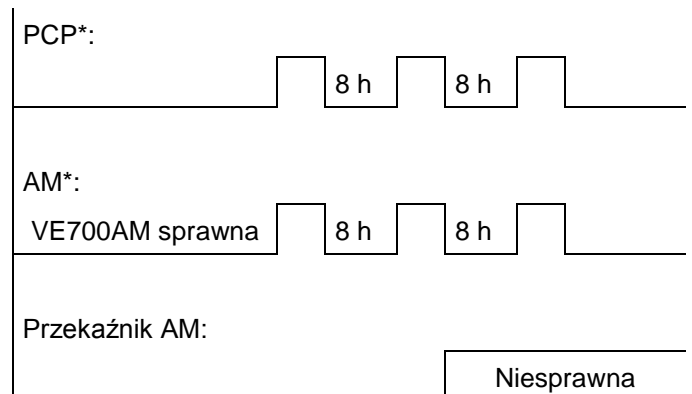 PCP*:
8 h 8 h
AM*:
VE700AM sprawna 8 h 8 h
Przekaźnik AM:
Niesprawna